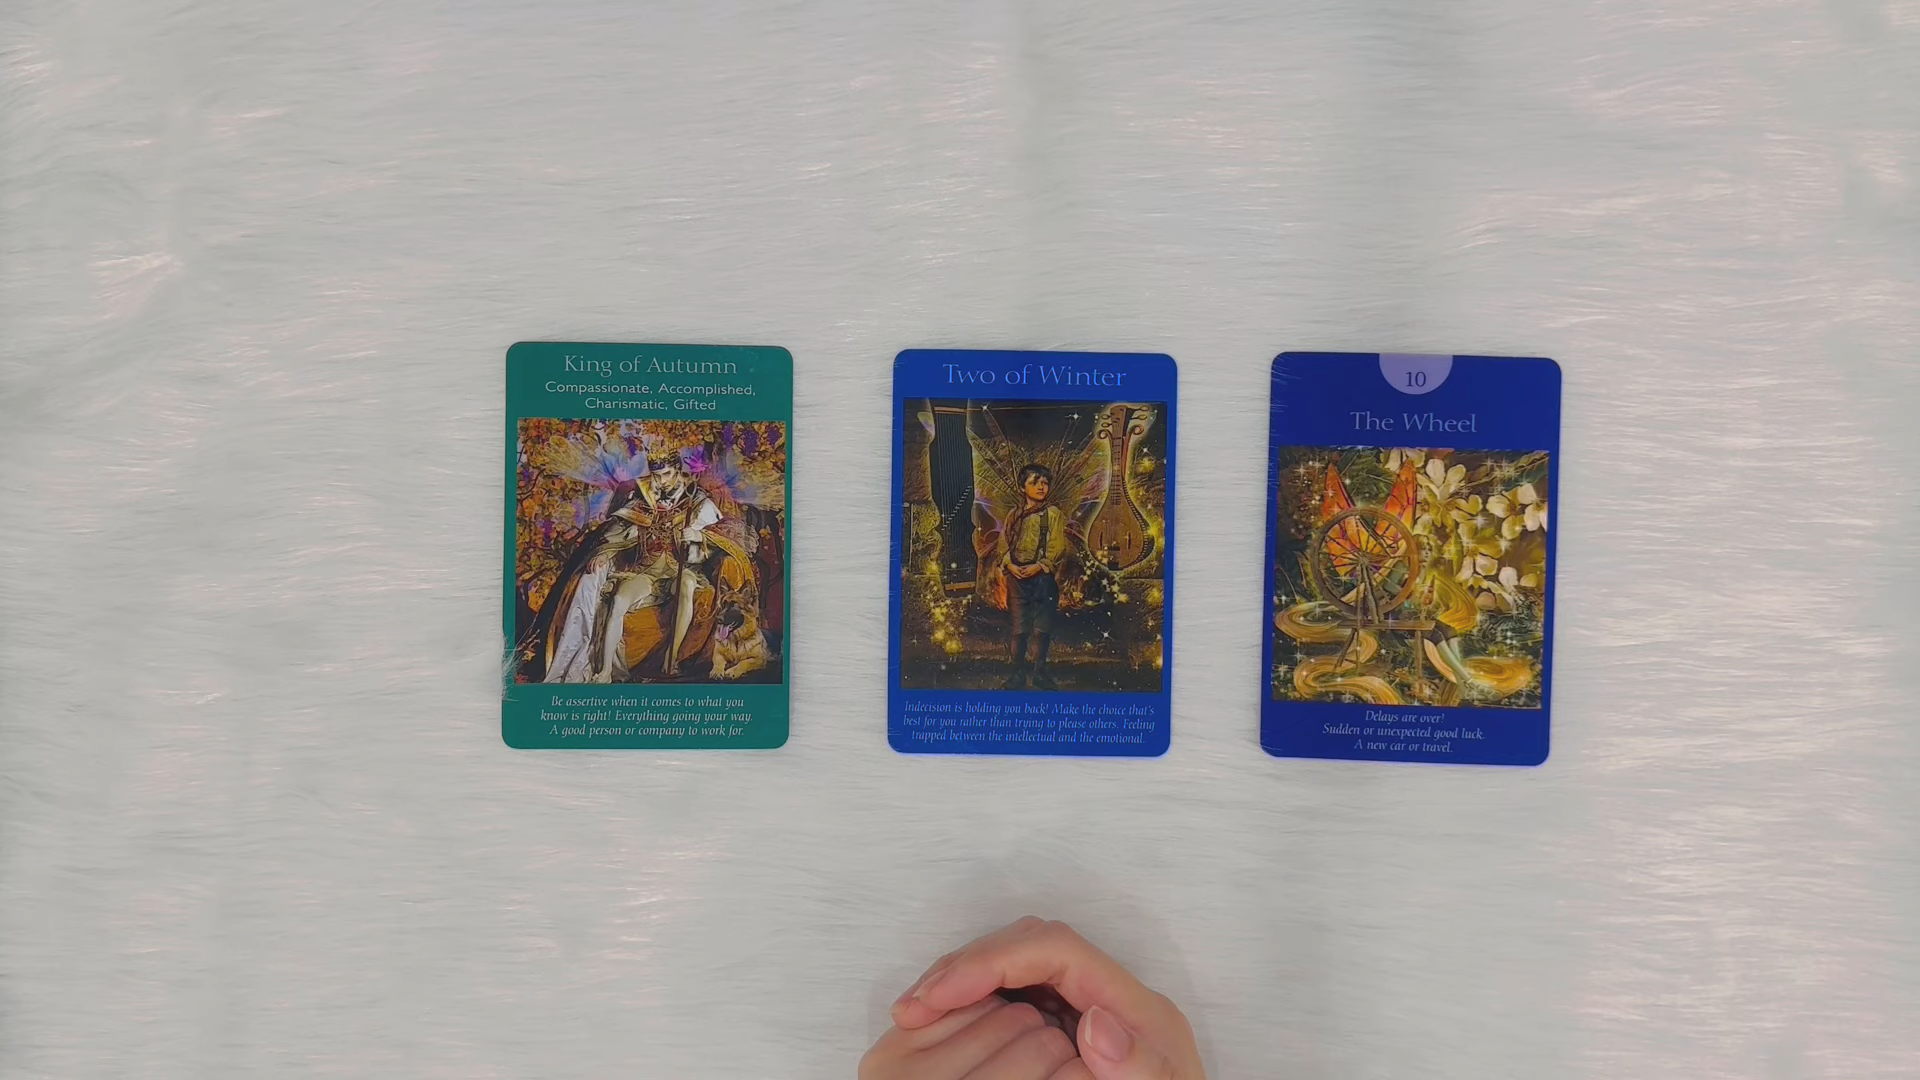 King of Autumn
Compassionate, Accomplished,
Charismatic, Gifted
Be assertive when it comes to what you
know is right! Everything going your way.
A good person or company to work for.
Two of Winter
Indecision is holding you back! Make the choice that's
best for you rather than trying to please others. Feeling
trapped between the intellectual and the emotional.
10
The Wheel
Delays are over!
Sudden or unexpected good luck.
A new car or travel.